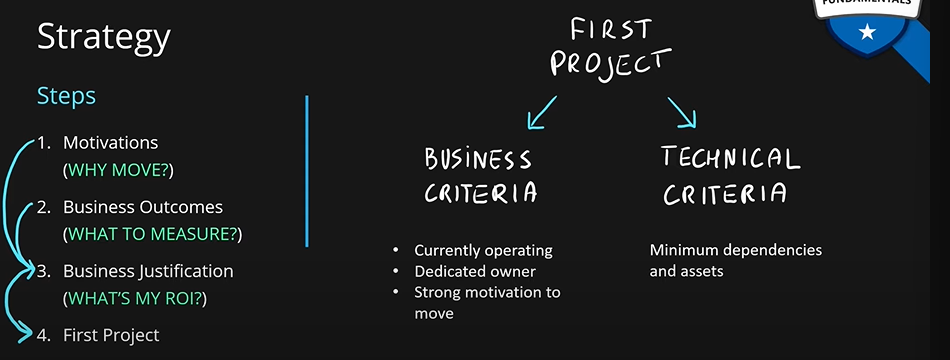 FUNDAMENTALS
Strategy
Steps
1. Motivations
(WHY MOVE?)
2. Business Outcomes
(WHAT TO MEASURE?)
3. Business Justification
(WHAT'S MY ROI?)
4. First Project
FIRST
PROJECT
BUSINESS
CRITERIA
• Currently operating
• Dedicated owner
• Strong motivation to
move
TECHNICAL
CRITERIA
Minimum dependencies
and assets